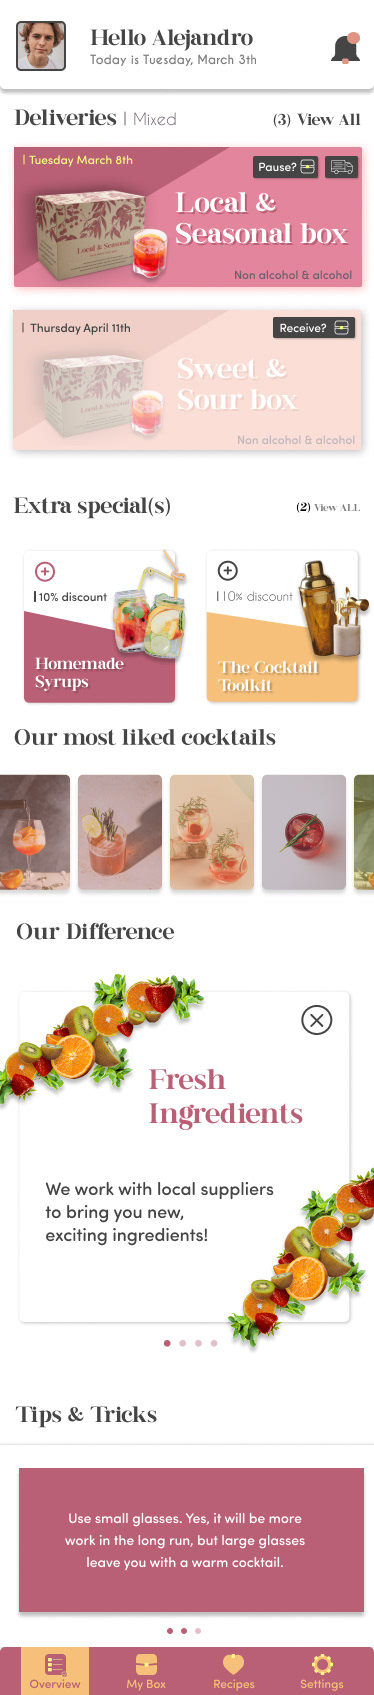 Hello Alejandro
Today is Tuesday, March 3th
Deliveries | Mixed
(3) View All
| Tuesday March 8th
Pause?
Local & Seasonal
Local &
Seasonal box
Non alcohol & alcohol
| Thursday April 11th
Receive?
Local & Seasonal
Sweet &
Sour box
Non alcohol & alcohol
Extra special(s)
(2) View ALL
|10% discount
Homemade
Syrups
|10% discount
The Cocktail
Toolkit
Our most liked cocktails
Our Difference
Fresh
Ingredients
We work with local suppliers
to bring you new,
exciting ingredients!
Tips & Tricks
Use small glasses. Yes, it will be more
work in the long run, but large glasses
leave you with a warm cocktail.
Overview
My Box
Recipes
Settings